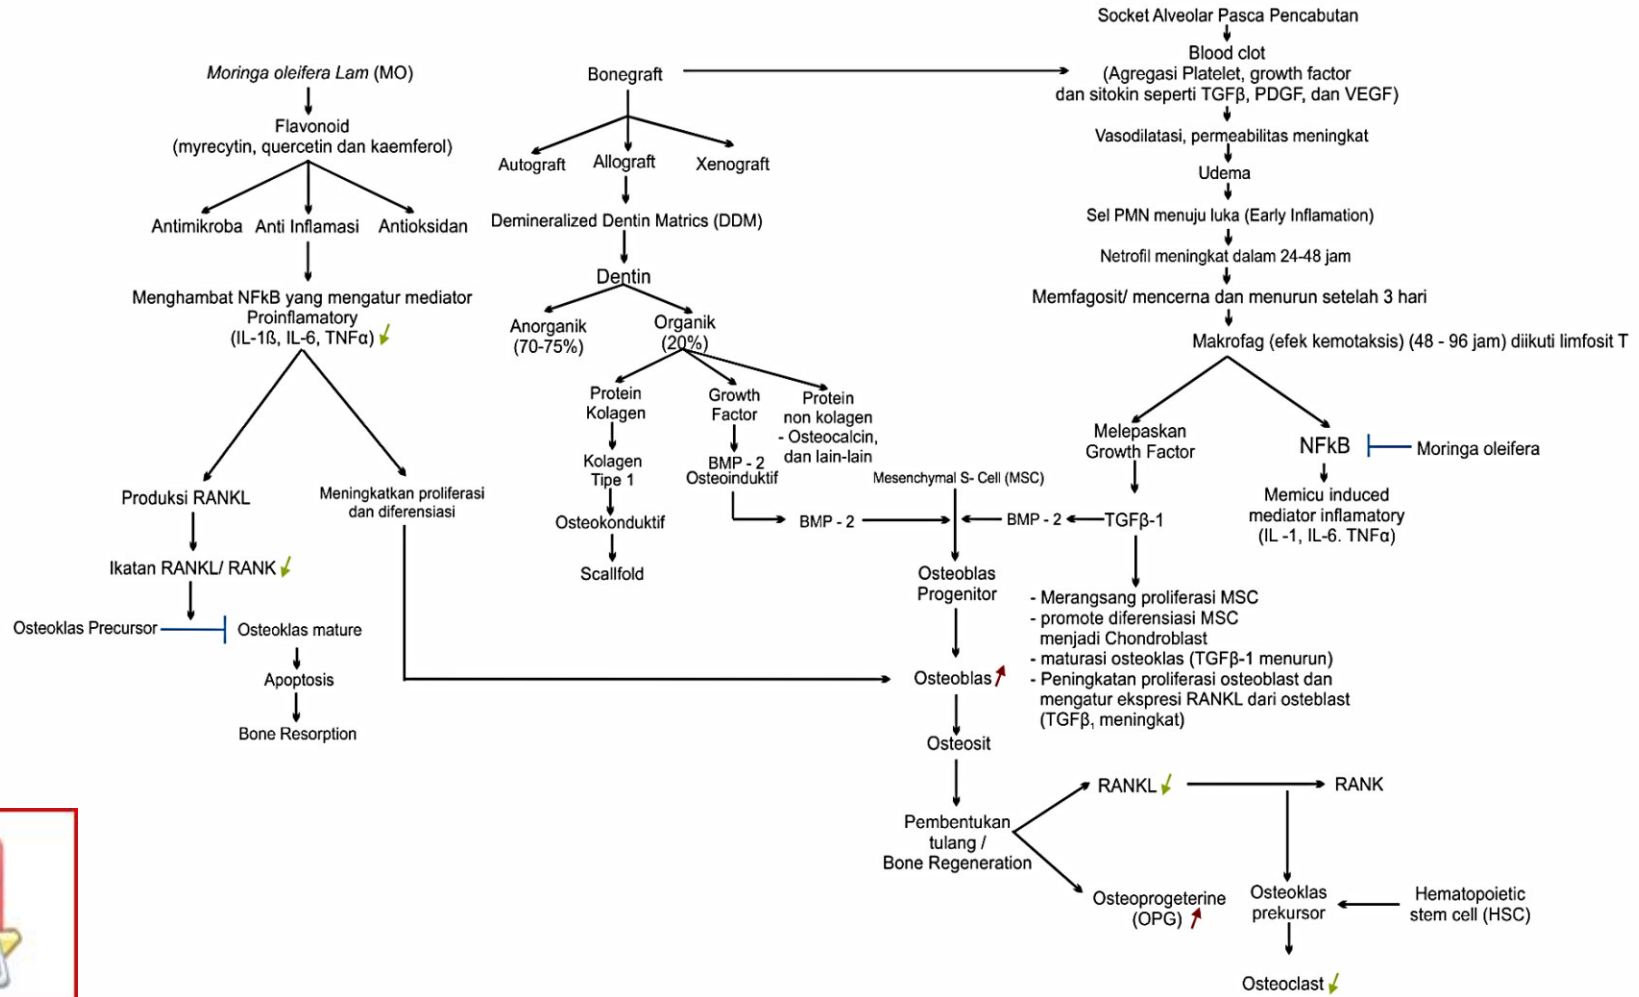 Moringa oleifera Lam (MO)
Flavonoid
(myrecytin, quercetin dan kaemferol)
Antimikroba
Anti Inflamasi
Antioksidan
Menghambat NFkB yang mengatur mediator
Proinflamatory
(IL-1ß, IL-6, TNFα)
Produksi RANKL
Ikatan RANKL/ RANK
Osteoklas Precursor
Osteoklas mature
Apoptosis
Bone Resorption
Meningkatkan proliferasi
dan diferensiasi
Bonegraft
Autograft
Allograft
Xenograft
Demineralized Dentin Matrics (DDM)
Dentin
Anorganik
(70-75%)
Organik
(20%)
Protein
Kolagen
Kolagen
Tipe 1
Osteokonduktif
Scallfold
Growth
Factor
BMP - 2
Osteoinduktif
Protein
non kolagen
- Osteocalcin,
dan lain-lain
BMP - 2
Mesenchymal S- Cell (MSC)
BMP - 2
TGFβ-1
Osteoblas
Progenitor
Osteoblas
Osteosit
Pembentukan
tulang /
Bone Regeneration
Socket Alveolar Pasca Pencabutan
Blood clot
(Agregasi Platelet, growth factor
dan sitokin seperti TGFβ, PDGF, dan VEGF)
Vasodilatasi, permeabilitas meningkat
Udema
Sel PMN menuju luka (Early Inflamation)
Netrofil meningkat dalam 24-48 jam
Memfagosit/ mencerna dan menurun setelah 3 hari
Makrofag (efek kemotaksis) (48 - 96 jam) diikuti limfosit T
Melepaskan
Growth Factor
NFkB
Moringa oleifera
Memicu induced
mediator inflamatory
(IL -1, IL-6. TNFα)
- Merangsang proliferasi MSC
- promote diferensiasi MSC
menjadi Chondroblast
- maturasi osteoklas (TGFβ-1 menurun)
- Peningkatan proliferasi osteoblast dan
mengatur ekspresi RANKL dari osteblast
(TGFβ, meningkat)
RANKL
RANK
Osteoprogeterine
(OPG)
Osteoklas
prekursor
Hematopoietic
stem cell (HSC)
Osteoclast